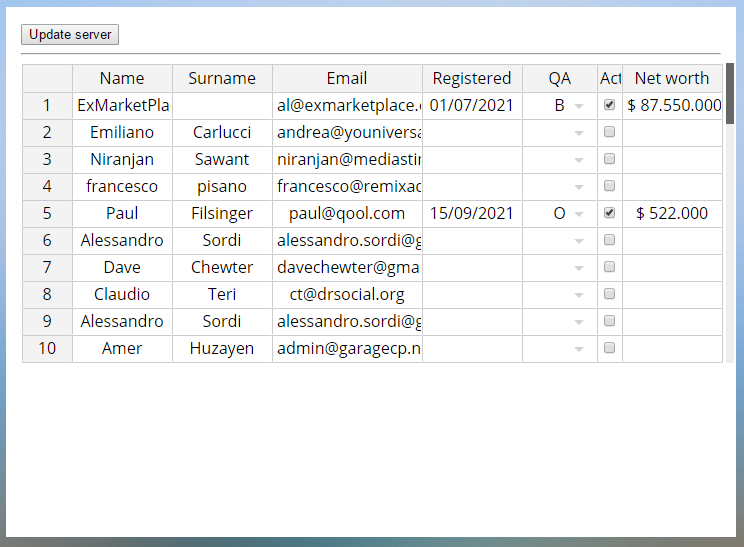 Update server
Name Surname Email Registered QA Act Net worth
1 ExMarketPla al@exmarketplace. 01/07/2021 B $ 87.550.000
2 Emiliano Carlucci andrea@youniversa
3 Niranjan Sawant niranjan@mediastin
4 francesco pisano francesco@remixac
5 Paul Filsinger paul@qool.com 15/09/2021 O $ 522.000
6 Alessandro Sordi alessandro.sordi@g
7 Dave Chewter davechewter@gma
8 Claudio Teri ct@drsocial.org
9 Alessandro Sordi alessandro.sordi@g
10 Amer Huzayen admin@garagecp.n